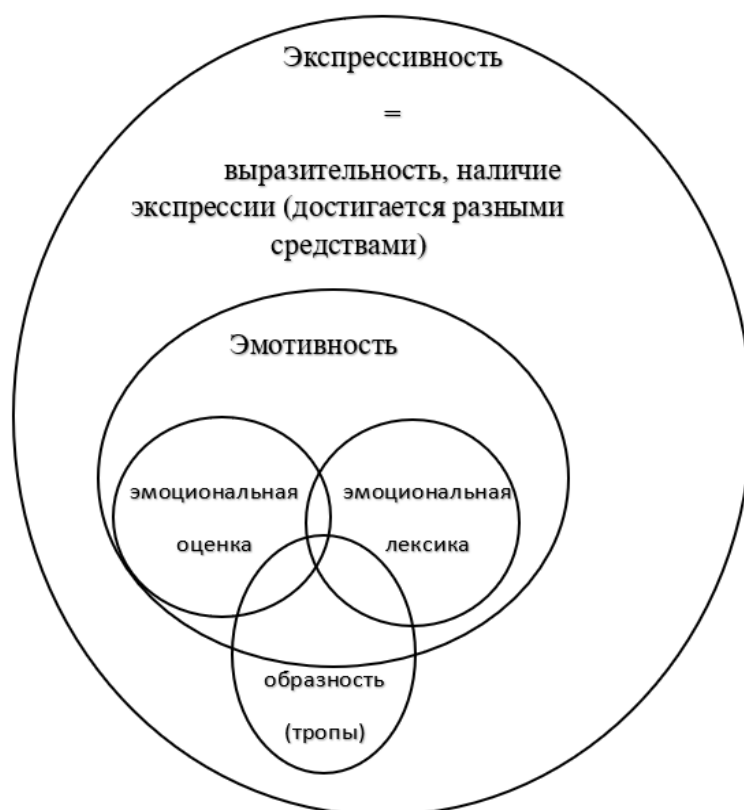 Экспрессивность
=
выразительность, наличие
экспрессии (достигается разными
средствами)
Эмотивность
эмоциональная
оценка
эмоциональная
лексика
образность
(тропы)